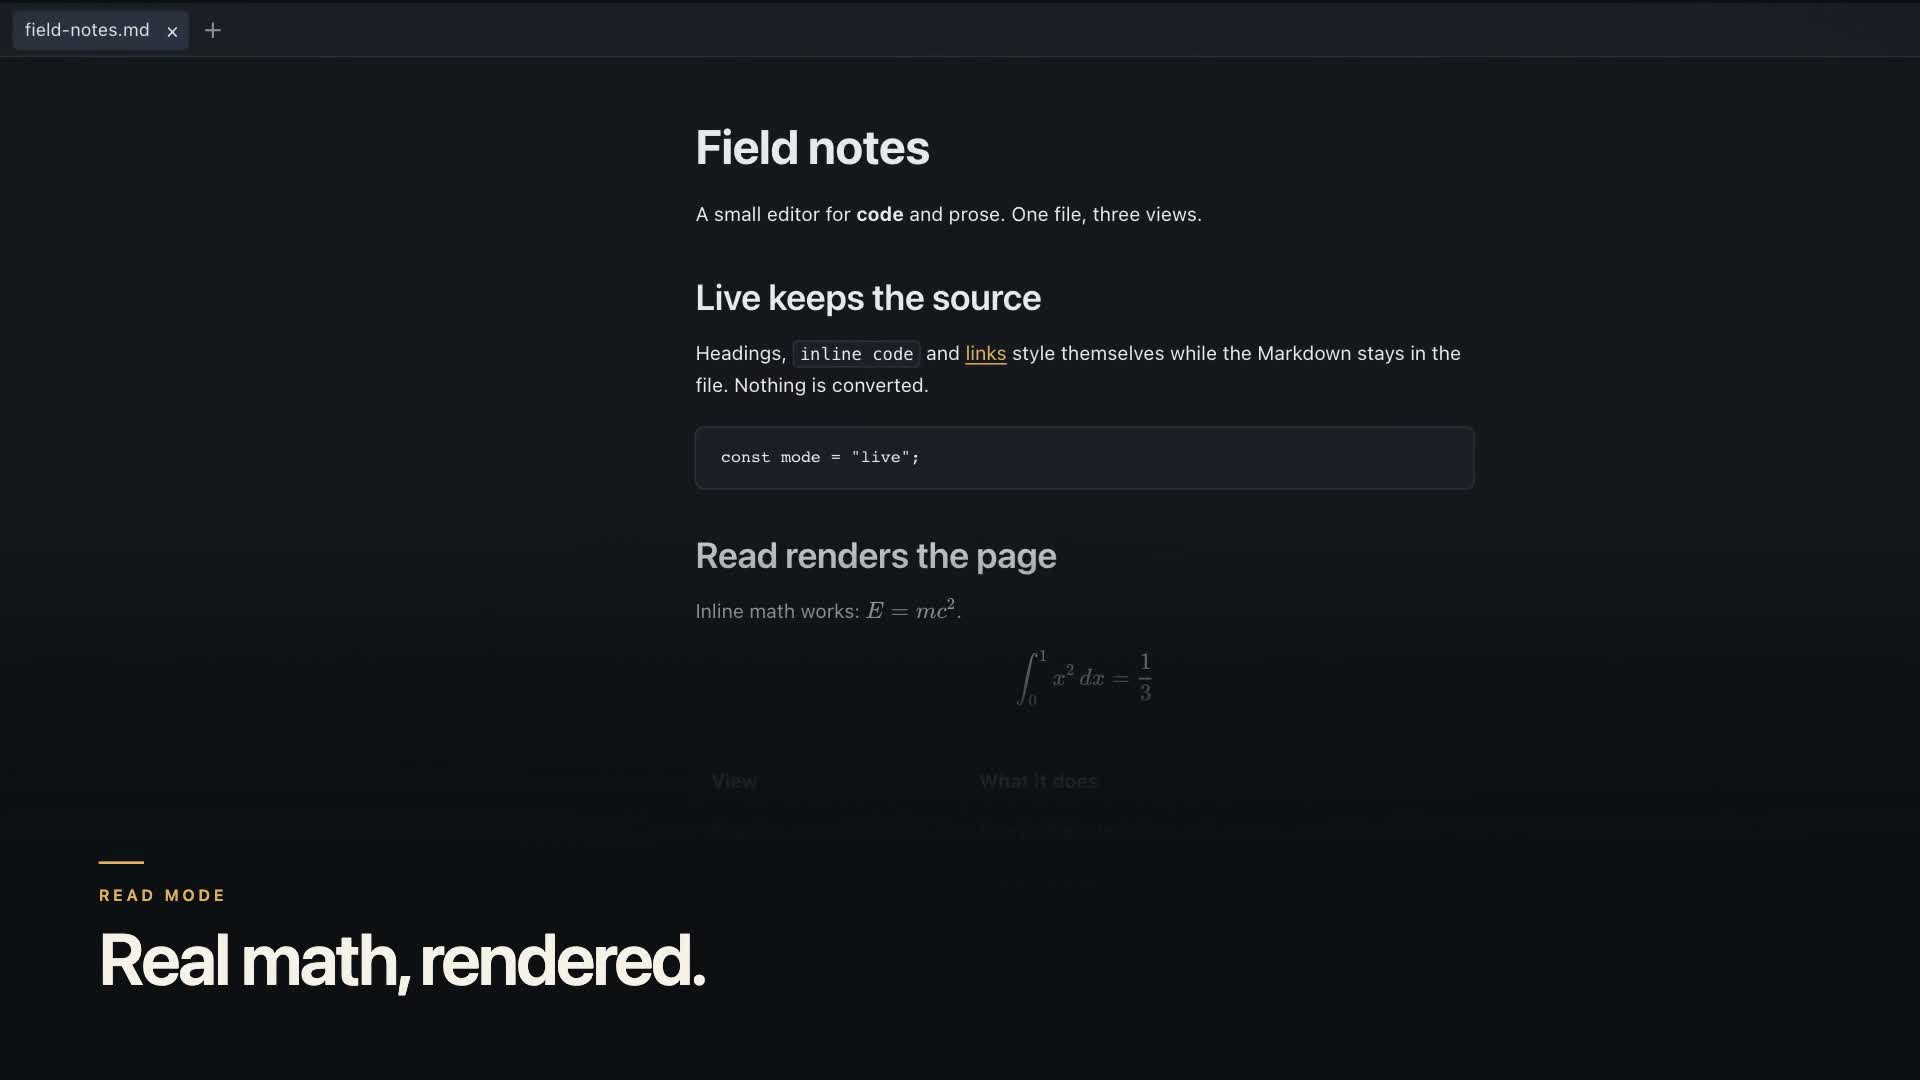 field-notes.md × +
Field notes
A small editor for code and prose. One file, three views.
Live keeps the source
Headings, inline code and links style themselves while the Markdown stays in the
file. Nothing is converted.
const mode = "live";
Read renders the page
Inline math works: E = mc².
∫₀¹ x² dx = 1/3
View What it does
READ MODE
Real math, rendered.